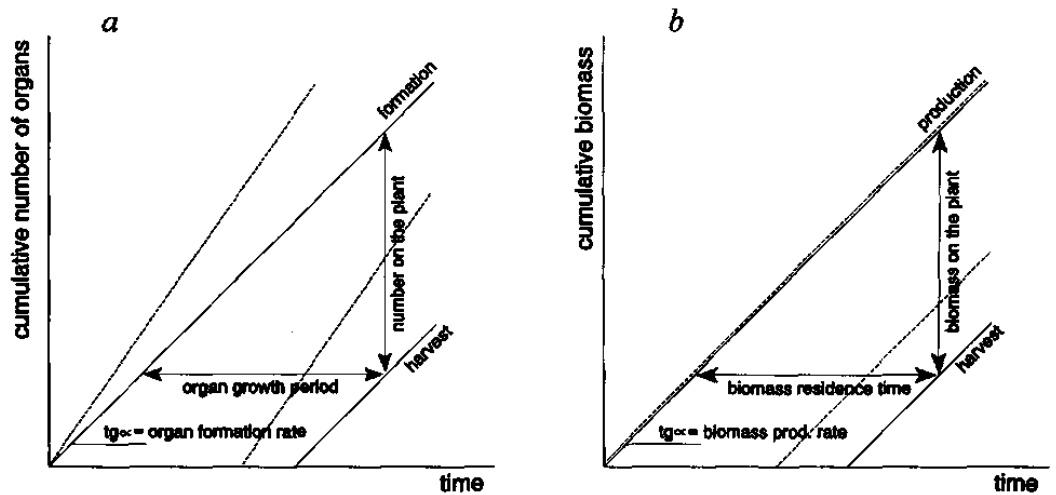 a
cumulative number of organs
formation
number on the plant
harvest
organ growth period
tg∝= organ formation rate
time
b
cumulative biomass
production
biomass on the plant
harvest
biomass residence time
tg∝= biomass prod. rate
time